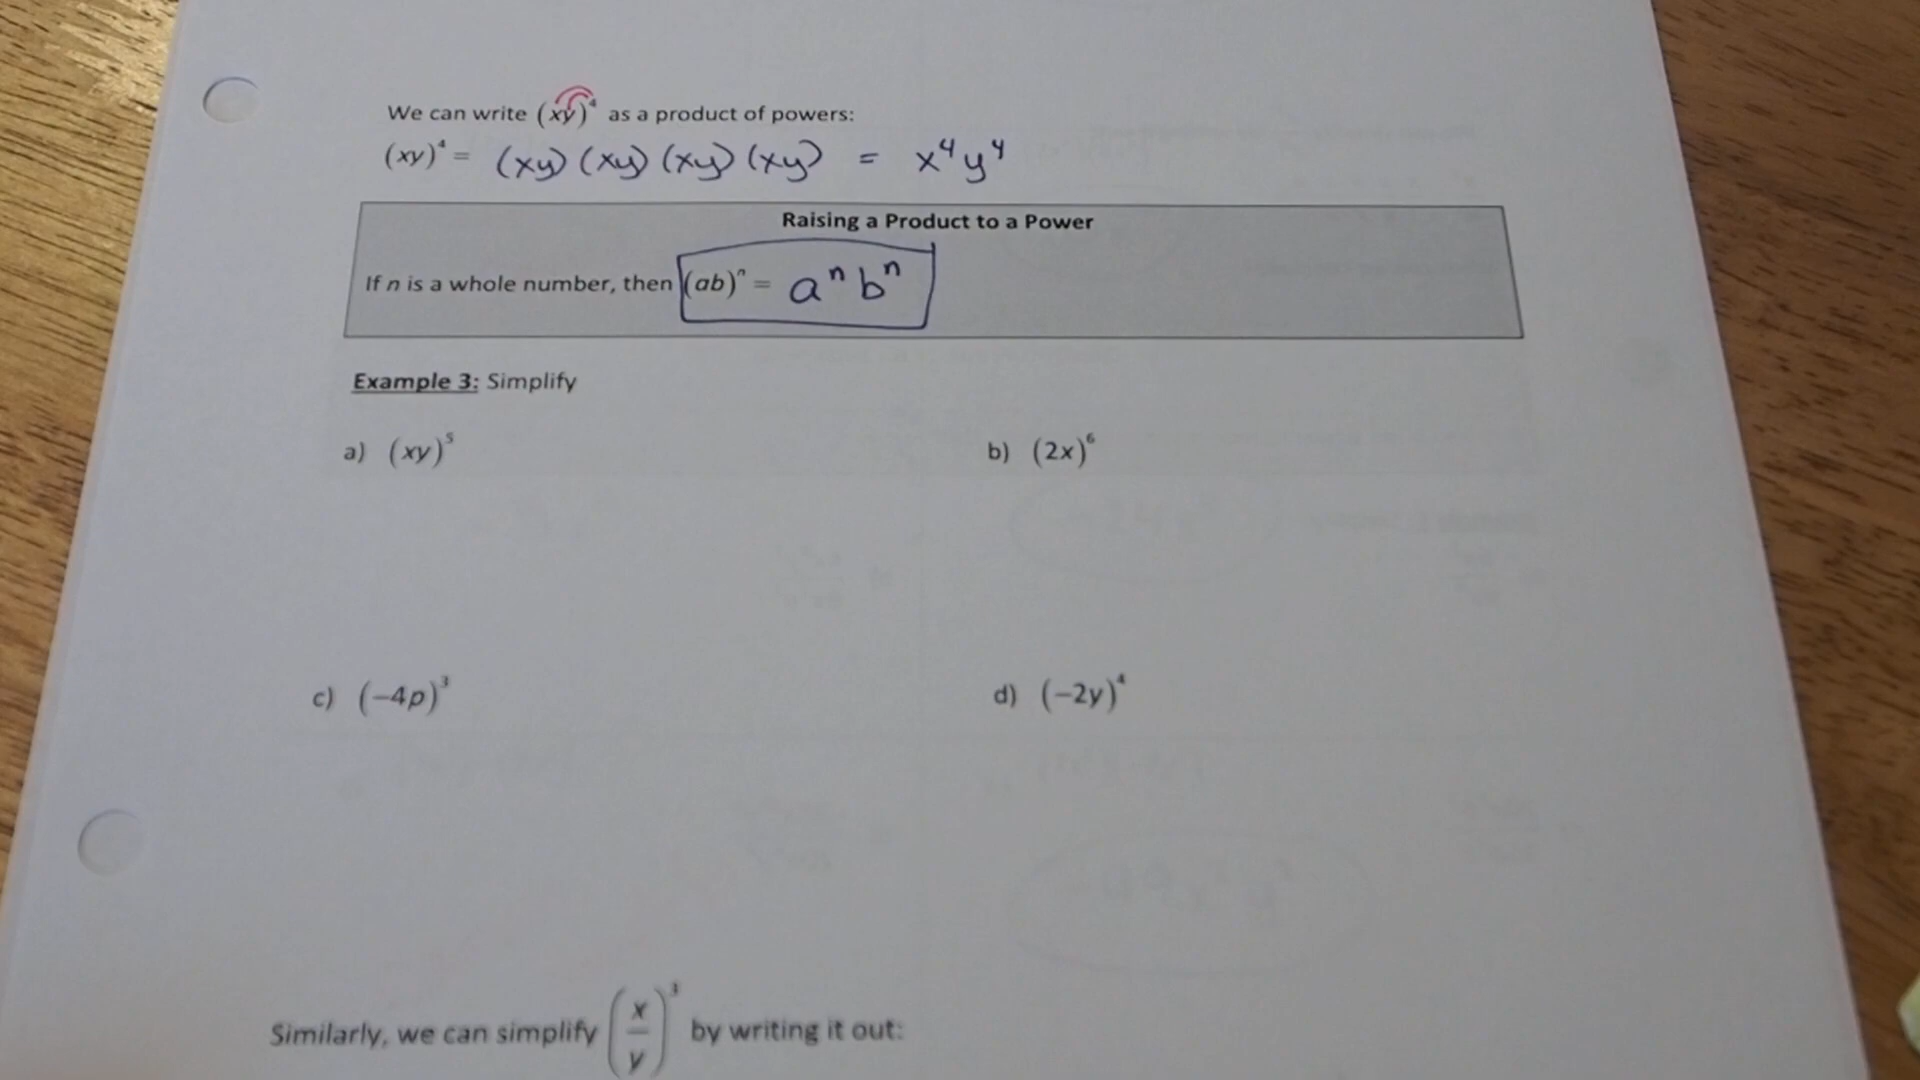 We can write (xy)⁴ as a product of powers:
(xy)⁴ = (xy)(xy)(xy)(xy) = x⁴y⁴
Raising a Product to a Power
If n is a whole number, then (ab)ⁿ = aⁿbⁿ
Example 3: Simplify
a) (xy)⁵ b) (2x)⁶
c) (−4p)³ d) (−2y)⁴
Similarly, we can simplify (x/y)³ by writing it out: